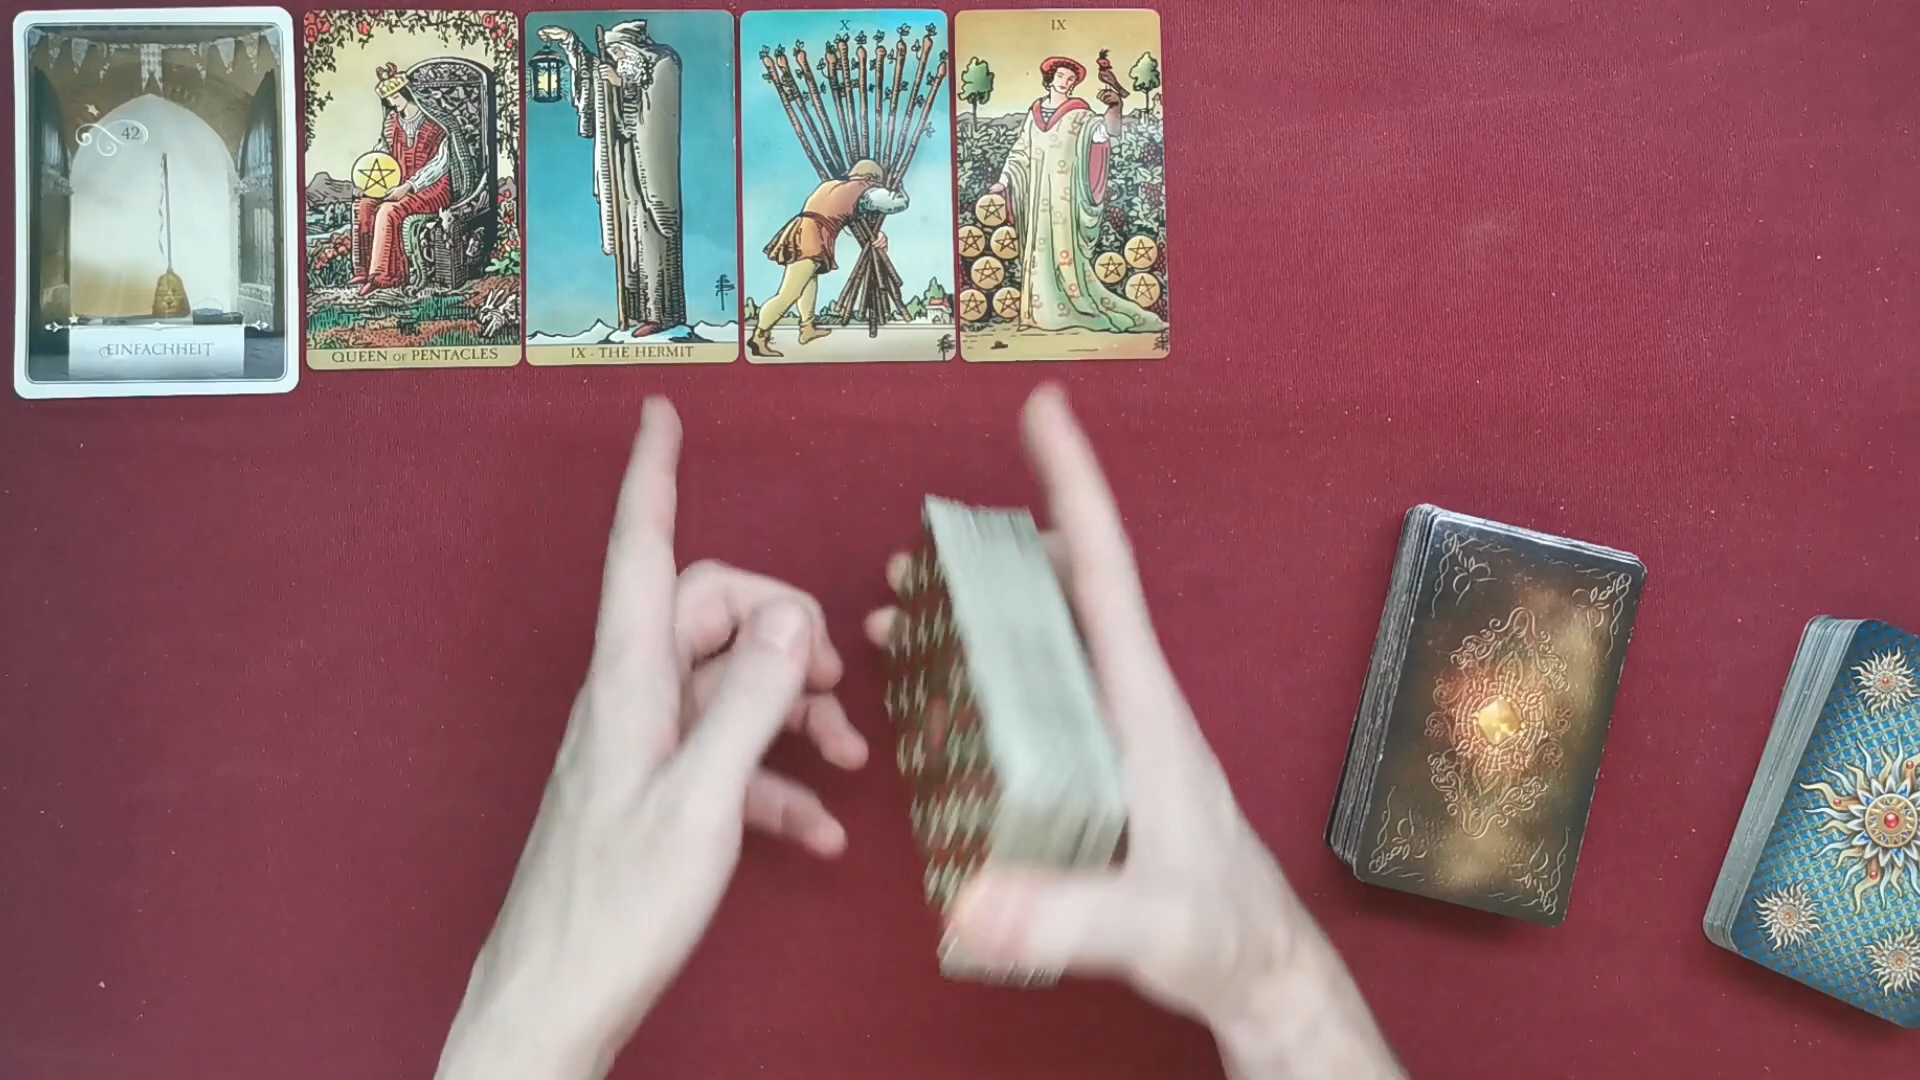 42
EINFACHHEIT
QUEEN OF PENTACLES
IX - THE HERMIT
X
IX